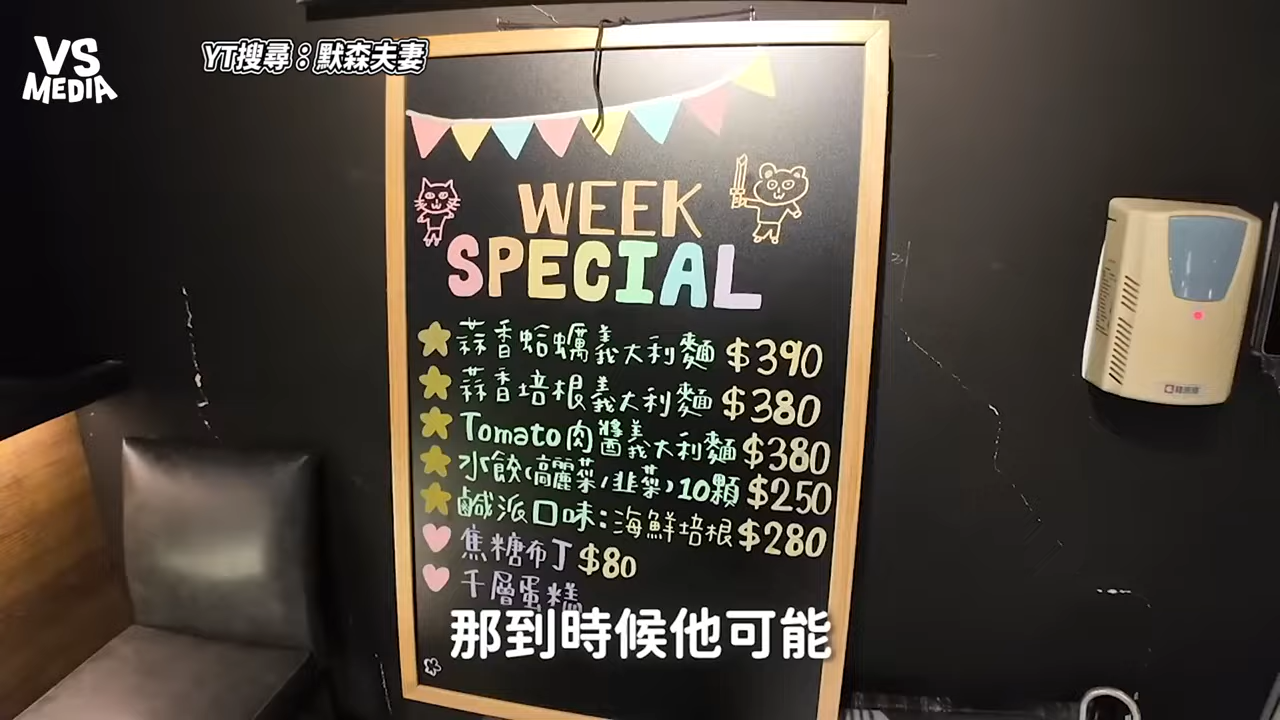 VS
MEDIA
YT搜尋：默森夫妻
WEEK
SPECIAL
蒜香蛤蠣義大利麵 $390
蒜香培根義大利麵 $380
Tomato肉醬義大利麵 $380
水餃(高麗菜/韭菜)10顆 $250
鹹派口味:海鮮培根 $280
焦糖布丁 $80
千層蛋糕
那到時候他可能